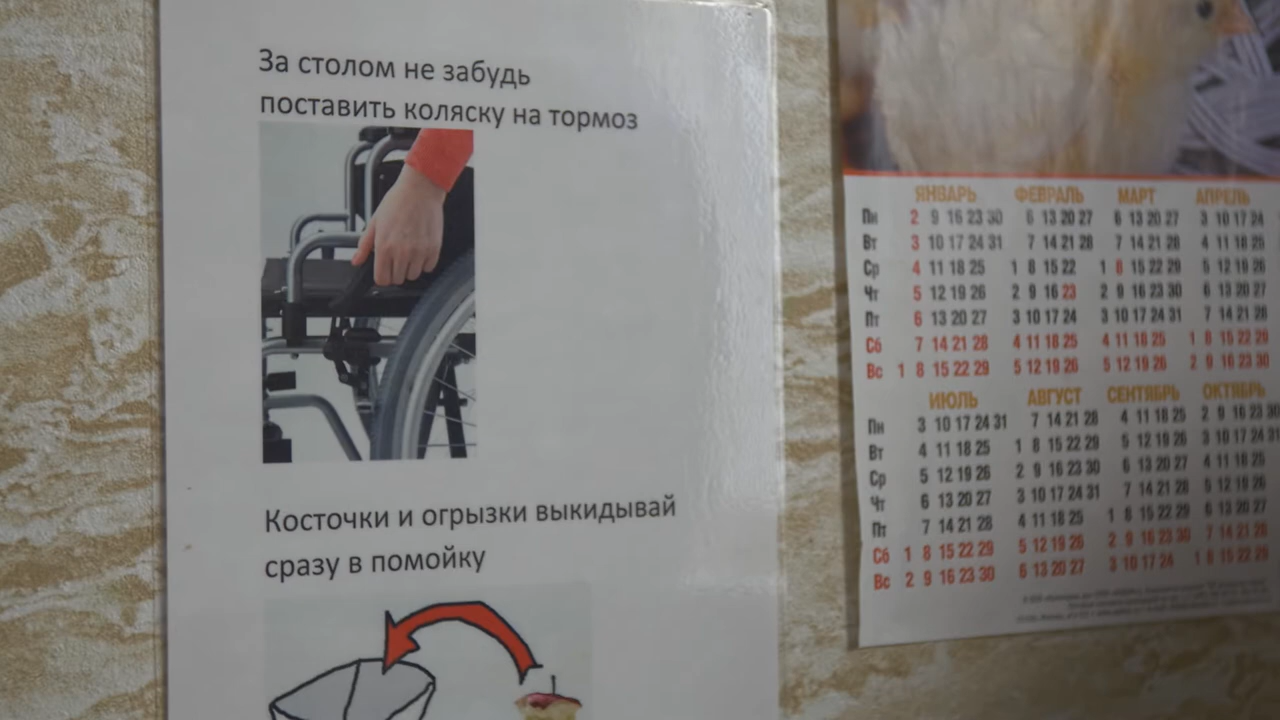 За столом не забудь
поставить коляску на тормоз
Косточки и огрызки выкидывай
сразу в помойку
ЯНВАРЬ ФЕВРАЛЬ МАРТ АПРЕЛЬ
Пн 2 9 16 23 30 6 13 20 27 6 13 20 27 3 10 17 24
Вт 3 10 17 24 31 7 14 21 28 7 14 21 28 4 11 18 25
Ср 4 11 18 25 1 8 15 22 1 8 15 22 29 5 12 19 26
Чт 5 12 19 26 2 9 16 23 2 9 16 23 30 6 13 20 27
Пт 6 13 20 27 3 10 17 24 3 10 17 24 31 7 14 21 28
Сб 7 14 21 28 4 11 18 25 4 11 18 25 1 8 15 22 29
Вс 1 8 15 22 29 5 12 19 26 5 12 19 26 2 9 16 23 30
ИЮЛЬ АВГУСТ СЕНТЯБРЬ ОКТЯБРЬ
Пн 3 10 17 24 31 7 14 21 28 4 11 18 25 2 9 16 23 30
Вт 4 11 18 25 1 8 15 22 29 5 12 19 26 3 10 17 24 31
Ср 5 12 19 26 2 9 16 23 30 6 13 20 27 4 11 18 25
Чт 6 13 20 27 3 10 17 24 31 7 14 21 28 5 12 19 26
Пт 7 14 21 28 4 11 18 25 1 8 15 22 29 6 13 20 27
Сб 1 8 15 22 29 5 12 19 26 2 9 16 23 30 7 14 21 28
Вс 2 9 16 23 30 6 13 20 27 3 10 17 24 1 8 15 22 29